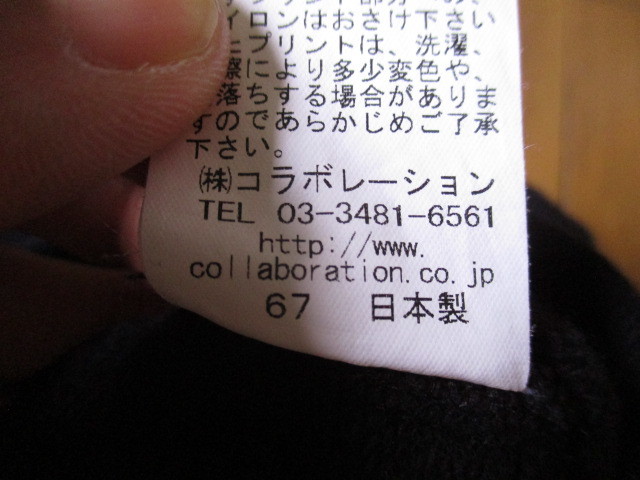 イロンはおさけ下さい
プリントは、洗濯、
擦により多少変色や、
落ちする場合がありま
すのであらかじめご了承
下さい。
㈱コラボレーション
TEL 03-3481-6561
http://www.
collaboration.co.jp
67 日本製